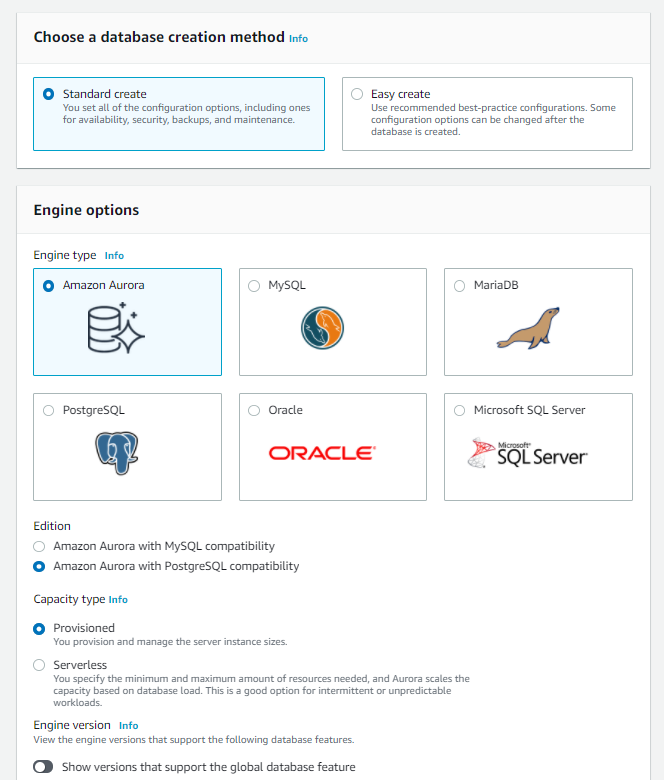 Choose a database creation method Info
Standard create
You set all of the configuration options, including ones
for availability, security, backups, and maintenance.
Easy create
Use recommended best-practice configurations. Some
configuration options can be changed after the
database is created.
Engine options
Engine type Info
Amazon Aurora
MySQL
MariaDB
PostgreSQL
Oracle
ORACLE
Microsoft SQL Server
Microsoft
SQL Server
Edition
Amazon Aurora with MySQL compatibility
Amazon Aurora with PostgreSQL compatibility
Capacity type Info
Provisioned
You provision and manage the server instance sizes.
Serverless
You specify the minimum and maximum amount of resources needed, and Aurora scales the
capacity based on database load. This is a good option for intermittent or unpredictable
workloads.
Engine version Info
View the engine versions that support the following database features.
Show versions that support the global database feature